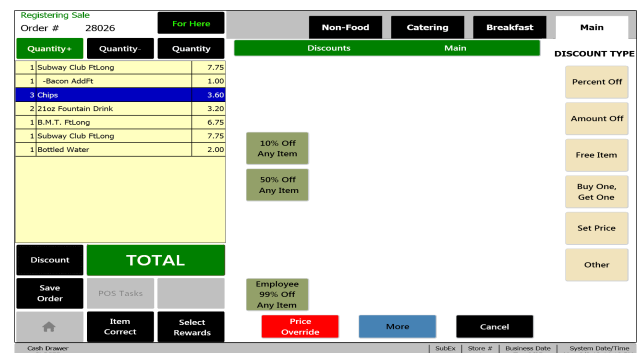 Registering Sale
Order # 28026
For Here
Non-Food
Catering
Breakfast
Main
Quantity+
Quantity-
Quantity
Discounts
Main
DISCOUNT TYPE
1 Subway Club FtLong 7.75
1 -Bacon AddFt 1.00
3 Chips 3.60
2 21oz Fountain Drink 3.20
1 B.M.T. FtLong 6.75
1 Subway Club FtLong 7.75
1 Bottled Water 2.00
10% Off
Any Item
50% Off
Any Item
Employee
99% Off
Any Item
Percent Off
Amount Off
Free Item
Buy One,
Get One
Set Price
Other
Discount
TOTAL
Save
Order
POS Tasks
Item
Correct
Select
Rewards
Price
Override
More
Cancel
Cash Drawer
SubEx
Store #
Business Date
System Date/Time